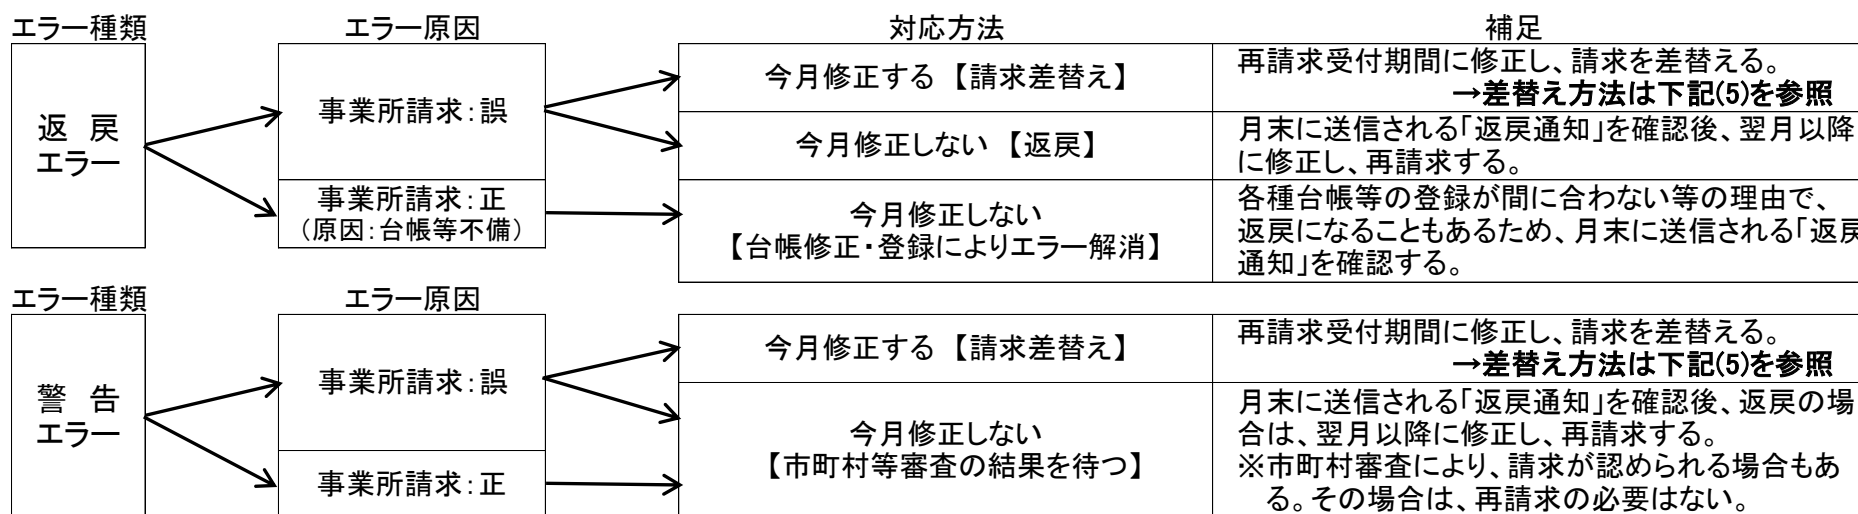 エラー種類 エラー原因 対応方法 補足
返 戻
エラー
事業所請求：誤
今月修正する 【請求差替え】
再請求受付期間に修正し、請求を差替える。
→差替え方法は下記(5)を参照
今月修正しない 【返戻】
月末に送信される「返戻通知」を確認後、翌月以降
に修正し、再請求する。
事業所請求：正
（原因：台帳等不備）
今月修正しない
【台帳修正・登録によりエラー解消】
各種台帳等の登録が間に合わない等の理由で、
返戻になることもあるため、月末に送信される「返戻
通知」を確認する。
エラー種類 エラー原因
警 告
エラー
事業所請求：誤
今月修正する 【請求差替え】
再請求受付期間に修正し、請求を差替える。
→差替え方法は下記(5)を参照
事業所請求：正
今月修正しない
【市町村等審査の結果を待つ】
月末に送信される「返戻通知」を確認後、返戻の場
合は、翌月以降に修正し、再請求する。
※市町村審査により、請求が認められる場合もあ
る。その場合は、再請求の必要はない。